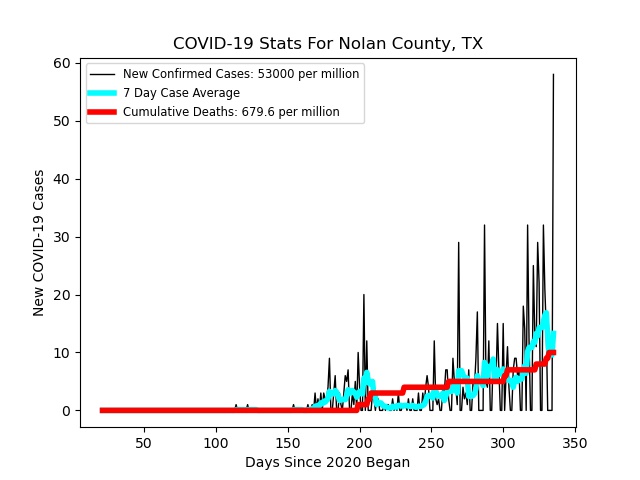 COVID-19 Stats For Nolan County, TX
New Confirmed Cases: 53000 per million
7 Day Case Average
Cumulative Deaths: 679.6 per million
New COVID-19 Cases
60
50
40
30
20
10
0
50 100 150 200 250 300 350
Days Since 2020 Began